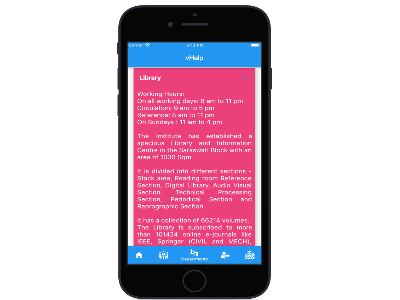 Carrier 5:13 PM
vHelp
Library
Working Hours:
On all working days: 8 am to 11 pm
Circulation: 9 am to 5 pm
Reference: 8 am to 11 pm
On Sundays : 11 am to 4 pm
The Institute has established a
spacious Library and Information
Centre in the Saraswati Block with an
area of 1030 Sqm
It is divided into different sections -
Stack area, Reading room Reference
Section, Digital Library, Audio Visual
Section, Technical Processing
Section, Periodical Section and
Reprographic Section
It has a collection of 66214 volumes.
The Library is subscribed to more
than 101424 online e-journals like
IEEE, Springer (CIVIL and MECH),
Departments